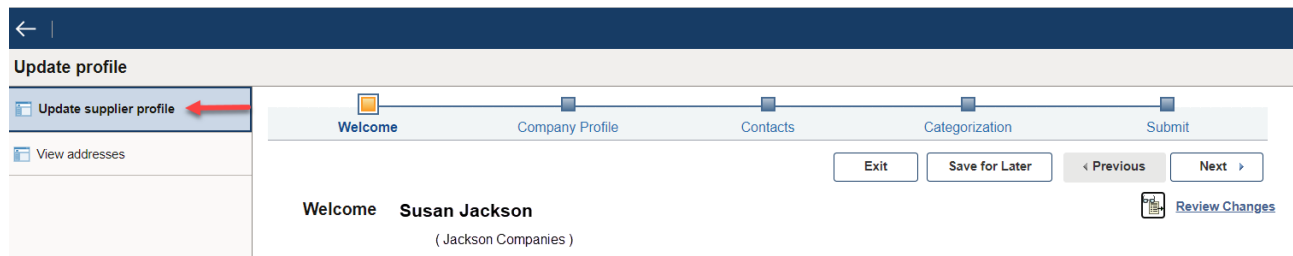 Update profile
Update supplier profile
View addresses
Welcome Company Profile Contacts Categorization Submit
Exit Save for Later Previous Next
Welcome Susan Jackson Review Changes
( Jackson Companies )